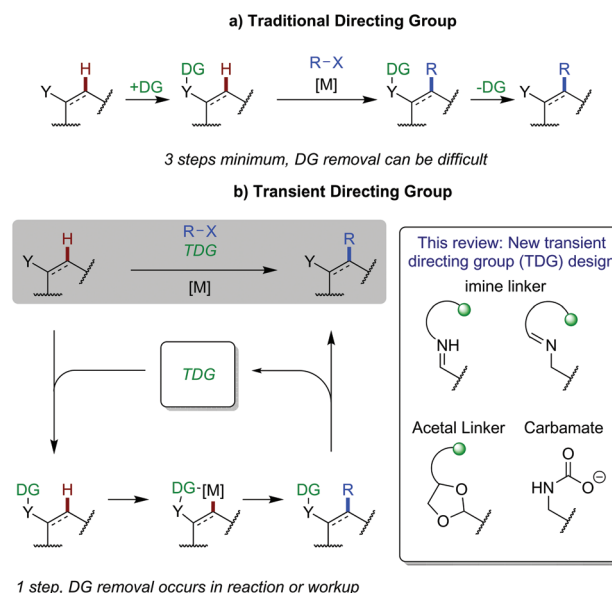 a) Traditional Directing Group
Y H +DG DG Y H R-X [M] DG Y R -DG Y R
3 steps minimum, DG removal can be difficult
b) Transient Directing Group
Y H R-X TDG [M] Y R
TDG
DG Y H DG-[M] Y DG Y R
1 step, DG removal occurs in reaction or workup
This review: New transient
directing group (TDG) design
imine linker
NH N
Acetal Linker Carbamate
O O HN O O ⊖